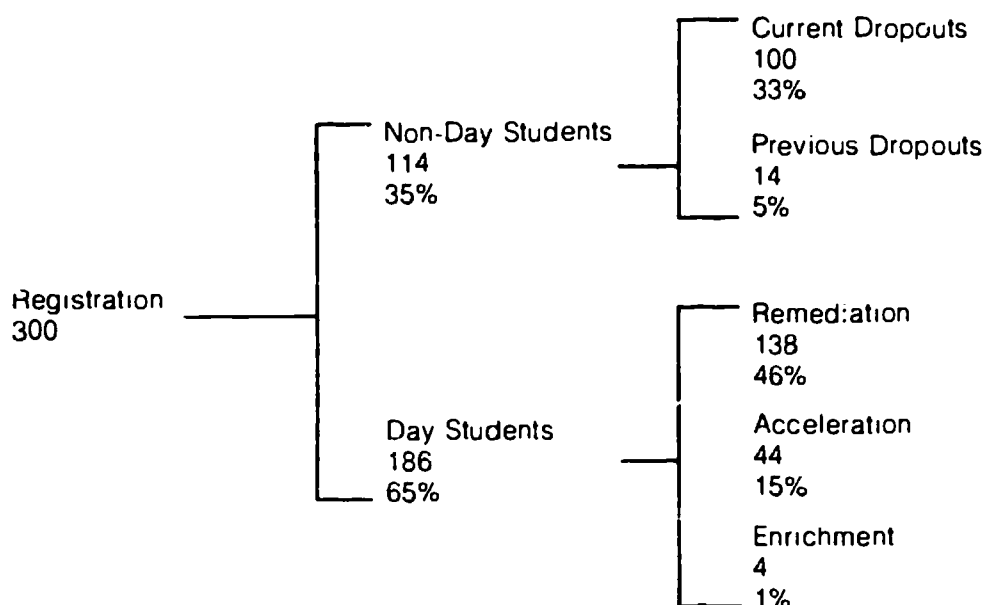 Registration
300
Non-Day Students
114
35%
Day Students
186
65%
Current Dropouts
100
33%
Previous Dropouts
14
5%
Remediation
138
46%
Acceleration
44
15%
Enrichment
4
1%